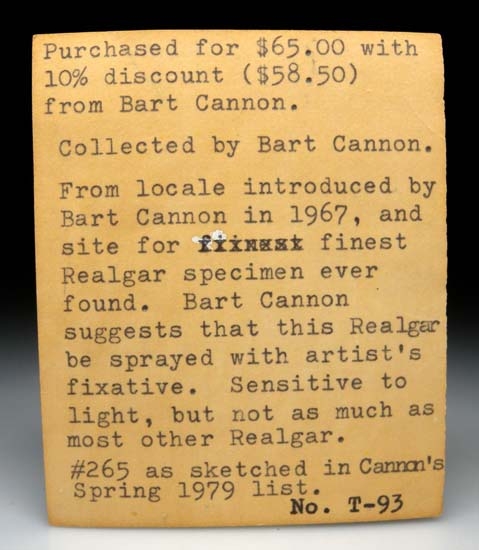 Purchased for $65.00 with
10% discount ($58.50)
from Bart Cannon.
Collected by Bart Cannon.
From locale introduced by
Bart Cannon in 1967, and
site for finest
Realgar specimen ever
found. Bart Cannon
suggests that this Realgar
be sprayed with artist's
fixative. Sensitive to
light, but not as much as
most other Realgar.
#265 as sketched in Cannon's
Spring 1979 list.
No. T-93